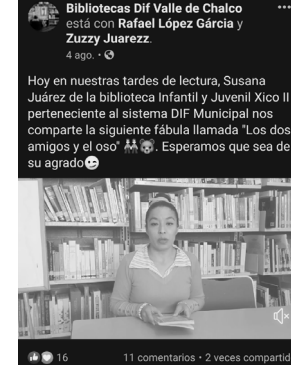 Bibliotecas Dif Valle de Chalco
está con Rafael López Gárcia y
Zuzzy Juarezz.
4 ago. •
Hoy en nuestras tardes de lectura, Susana
Juárez de la biblioteca Infantil y Juvenil Xico II
perteneciente al sistema DIF Municipal nos
comparte la siguiente fábula llamada "Los dos
amigos y el oso" 👬🐻. Esperamos que sea de
su agrado😉
16
11 comentarios • 2 veces compartid